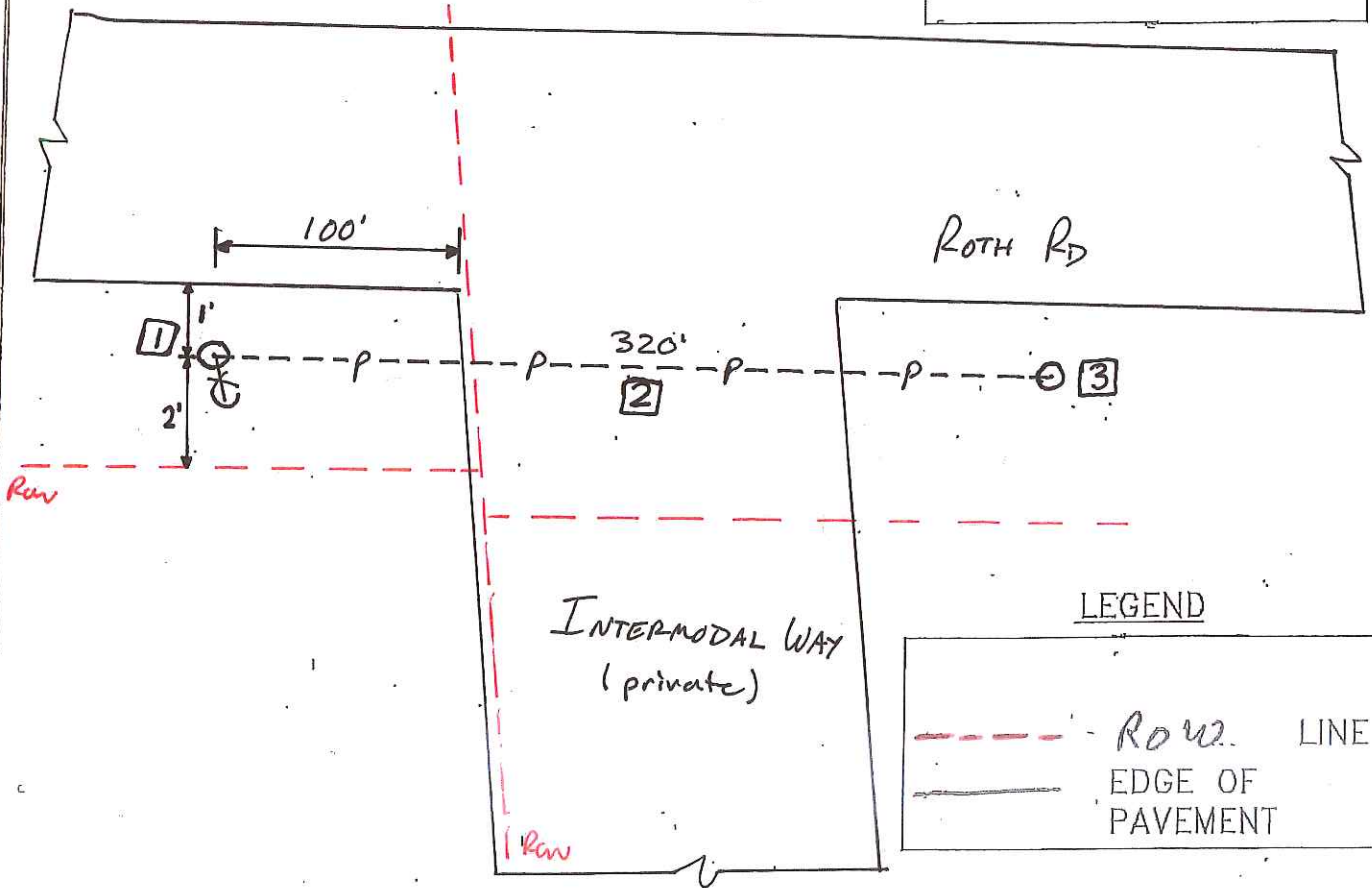 100'
ROTH RD
1'
1
P P 320' P P
2
3
2'
Row
INTERMODAL WAY
(private)
LEGEND
R.O.W. LINE
EDGE OF
PAVEMENT
Row